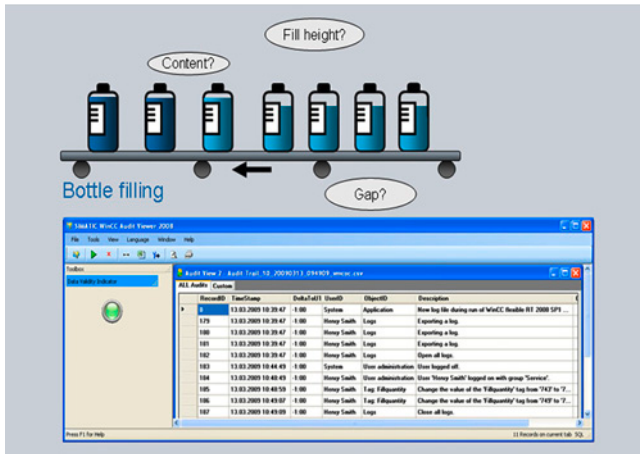 Fill height?
Content?
Bottle filling
Gap?
SIMATIC WinCC Audit Viewer 2008
File Tools View Language Window Help
Toolbox
Data Validity Indicator
Audit View 2 Audit Trail_10_20090313_094909_wincc.csv
ALL Audits Custom
RecordID TimeStamp DeltaToUT UserID ObjectID Description
0 13.03.2009 10:39:47 -1:00 System Application New log file during run of WinCC flexible RT 2008 SP1 ...
179 13.03.2009 10:39:47 -1:00 Henry Smith Logs Exporting a log.
180 13.03.2009 10:39:47 -1:00 Henry Smith Logs Exporting a log.
181 13.03.2009 10:39:47 -1:00 Henry Smith Logs Exporting a log.
182 13.03.2009 10:39:47 -1:00 Henry Smith Logs Open all logs.
183 13.03.2009 10:44:49 -1:00 System User administration User logged off.
184 13.03.2009 10:48:49 -1:00 Henry Smith User administration User 'Henry Smith' logged on with group 'Service'.
185 13.03.2009 10:48:59 -1:00 Henry Smith Tag: Fillquantity Change the value of the 'Fillquantity' tag from '743' to '7...
186 13.03.2009 10:49:07 -1:00 Henry Smith Tag: Fillquantity Change the value of the 'Fillquantity' tag from '749' to '7...
187 13.03.2009 10:49:09 -1:00 Henry Smith Logs Close all logs.
Press F1 for Help 11 Records on current tab SQL